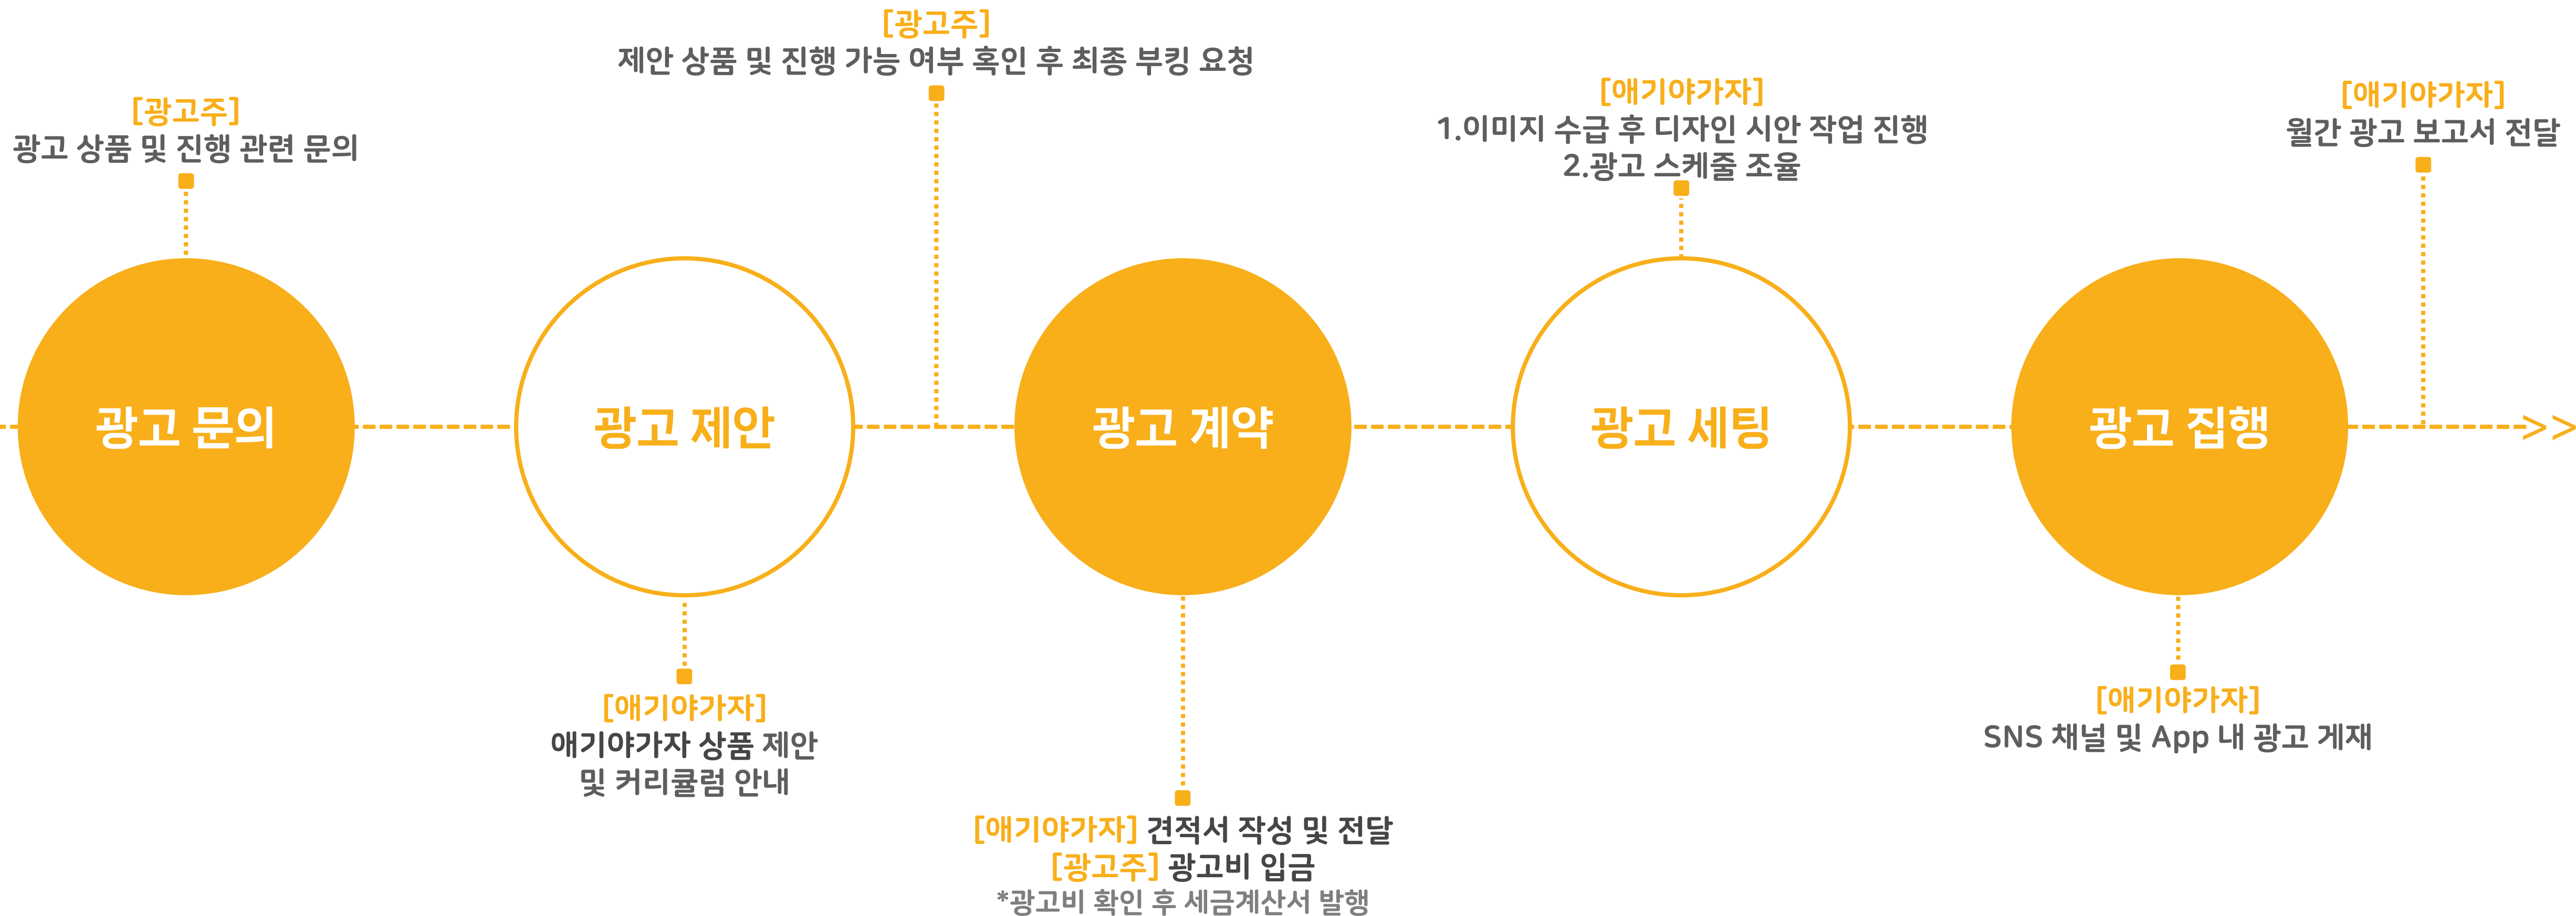 [광고주]
광고 상품 및 진행 관련 문의
광고 문의
광고 제안
[애기야가자]
애기야가자 상품 제안
및 커리큘럼 안내
[광고주]
제안 상품 및 진행 가능 여부 혹인 후 최종 부킹 요청
광고 계약
[애기야가자] 견적서 작성 및 전달
[광고주] 광고비 입금
*광고비 확인 후 세금계산서 발행
[애기야가자]
1.이미지 수급 후 디자인 시안 작업 진행
2.광고 스케줄 조율
광고 세팅
광고 집행
[애기야가자]
SNS 채널 및 App 내 광고 게재
[애기야가자]
월간 광고 보고서 전달
>>